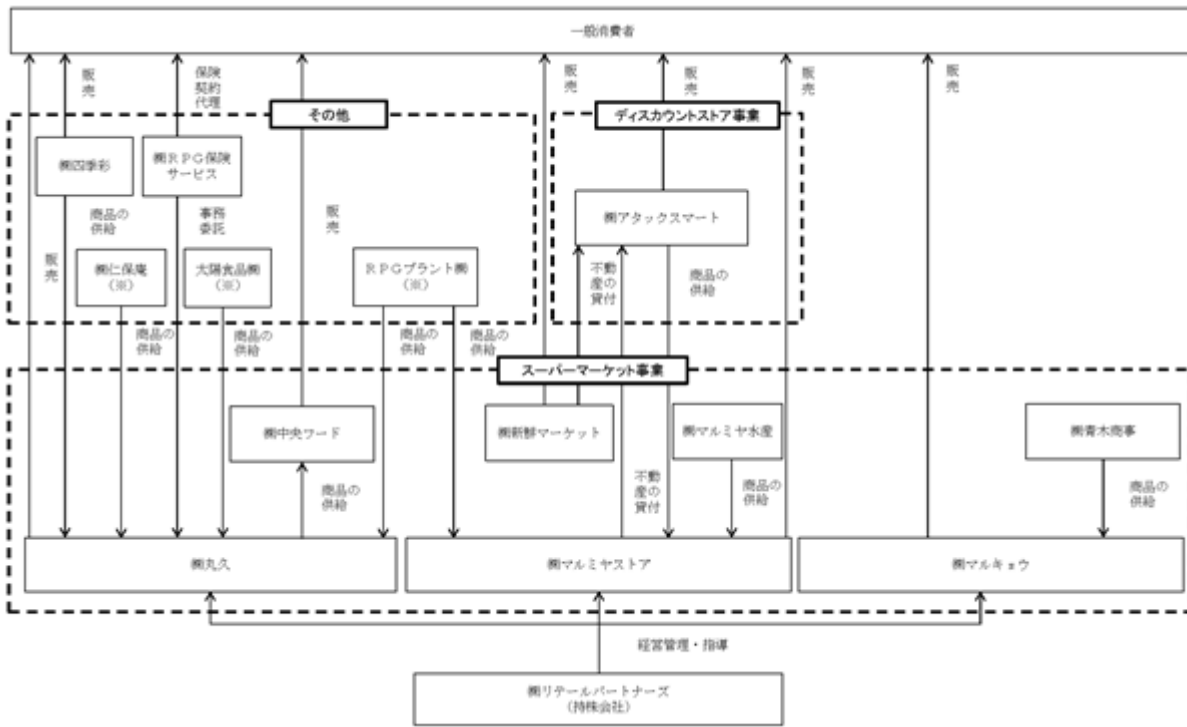 一般消費者
販売
保険契約代理
販売
販売
販売
販売
その他
ディスカウントストア事業
㈱四季彩
㈱ＲＰＧ保険
サービス
㈱アタックスマート
商品の
供給
事務
委託
販売
販売
㈱仁保庵
（※）
大陽食品㈱
（※）
ＲＰＧプラント㈱
（※）
不動産の貸付
商品の
供給
商品の
供給
商品の
供給
商品の
供給
商品の
供給
スーパーマーケット事業
㈱中央フード
㈱新鮮マーケット
㈱マルミヤ水産
㈱青木商事
商品の
供給
不動産の貸付
商品の
供給
商品の
供給
㈱丸久
㈱マルミヤストア
㈱マルキョウ
経営管理・指導
㈱リテールパートナーズ
（持株会社）